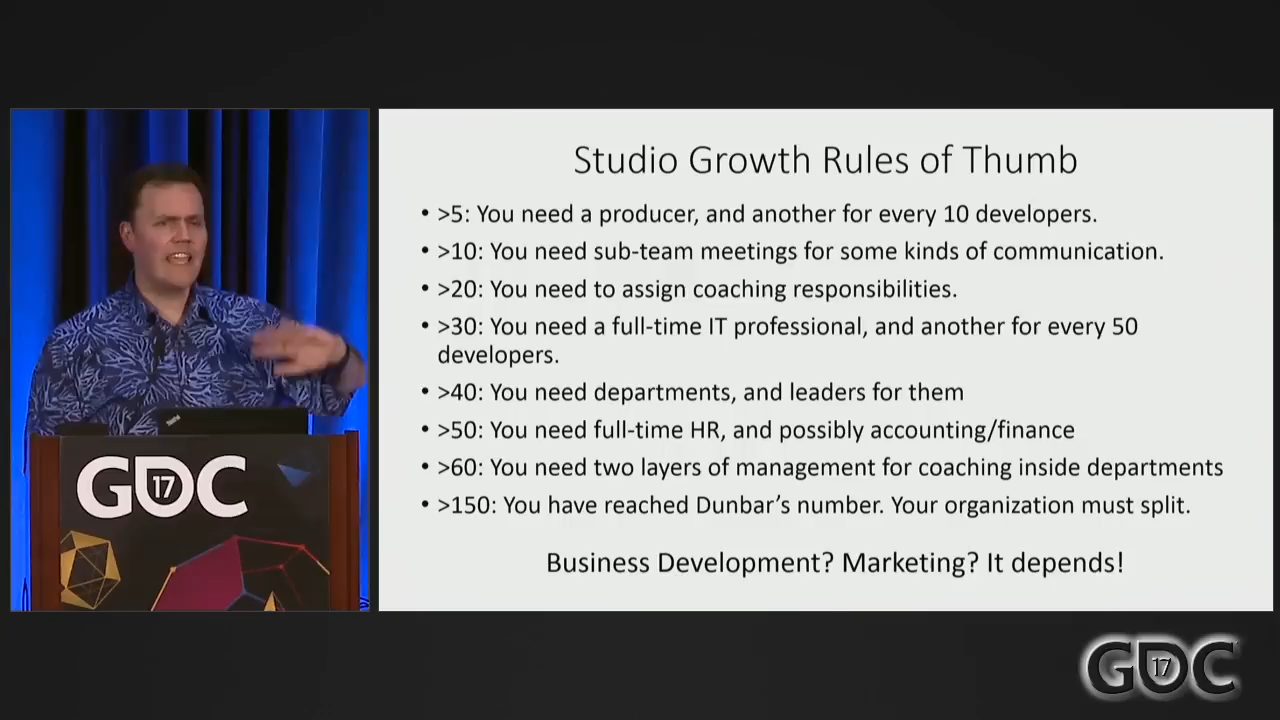 Studio Growth Rules of Thumb
• >5: You need a producer, and another for every 10 developers.
• >10: You need sub-team meetings for some kinds of communication.
• >20: You need to assign coaching responsibilities.
• >30: You need a full-time IT professional, and another for every 50
developers.
• >40: You need departments, and leaders for them
• >50: You need full-time HR, and possibly accounting/finance
• >60: You need two layers of management for coaching inside departments
• >150: You have reached Dunbar’s number. Your organization must split.
Business Development? Marketing? It depends!
ThinkPad
GDC 17
GDC 17